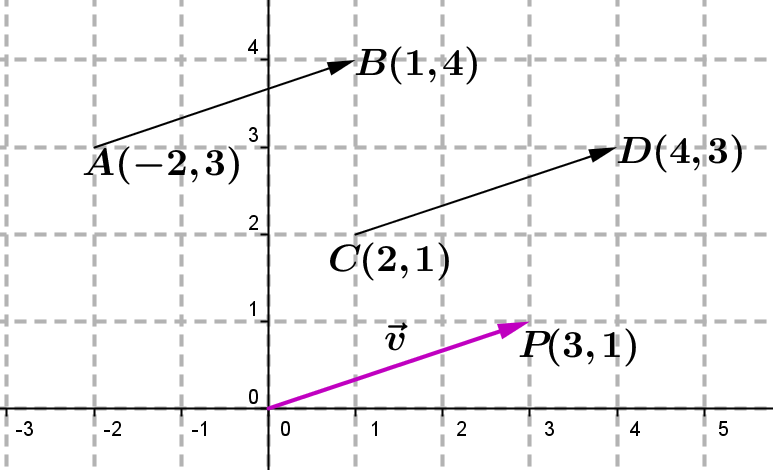 4
B(1,4)
3
A(−2,3)
D(4,3)
2
C(2,1)
1
v⃗
P(3,1)
0
-3 -2 -1 0 1 2 3 4 5